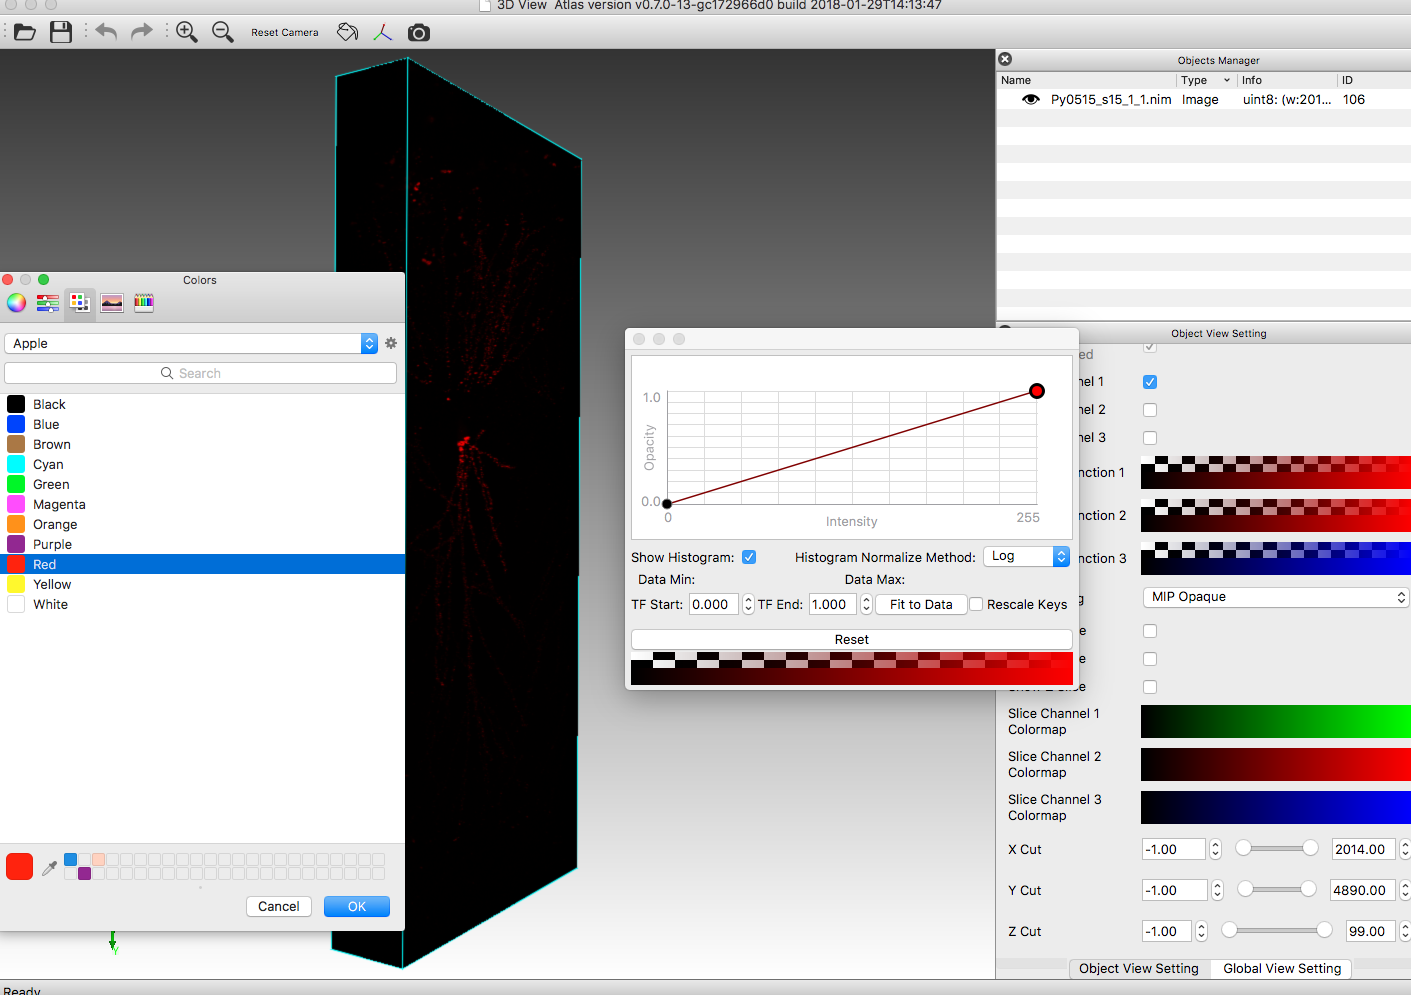 3D View  Atlas version v0.7.0-13-gc172966d0 build 2018-01-29T14:13:47
Reset Camera
Objects Manager
Name Type Info ID
Py0515_s15_1_1.nim Image uint8: (w:201... 106
Colors
Apple
Search
Black
Blue
Brown
Cyan
Green
Magenta
Orange
Purple
Red
Yellow
White
Cancel OK
Y
1.0
Opacity
0.0
0 Intensity 255
Show Histogram: Histogram Normalize Method: Log
Data Min: Data Max:
TF Start: 0.000 TF End: 1.000 Fit to Data Rescale Keys
Reset
Object View Setting
ed
nel 1
nel 2
nel 3
nction 1
nction 2
nction 3
g MIP Opaque
e
e
Slice
Slice Channel 1
Colormap
Slice Channel 2
Colormap
Slice Channel 3
Colormap
X Cut -1.00 2014.00
Y Cut -1.00 4890.00
Z Cut -1.00 99.00
Object View Setting Global View Setting
Ready